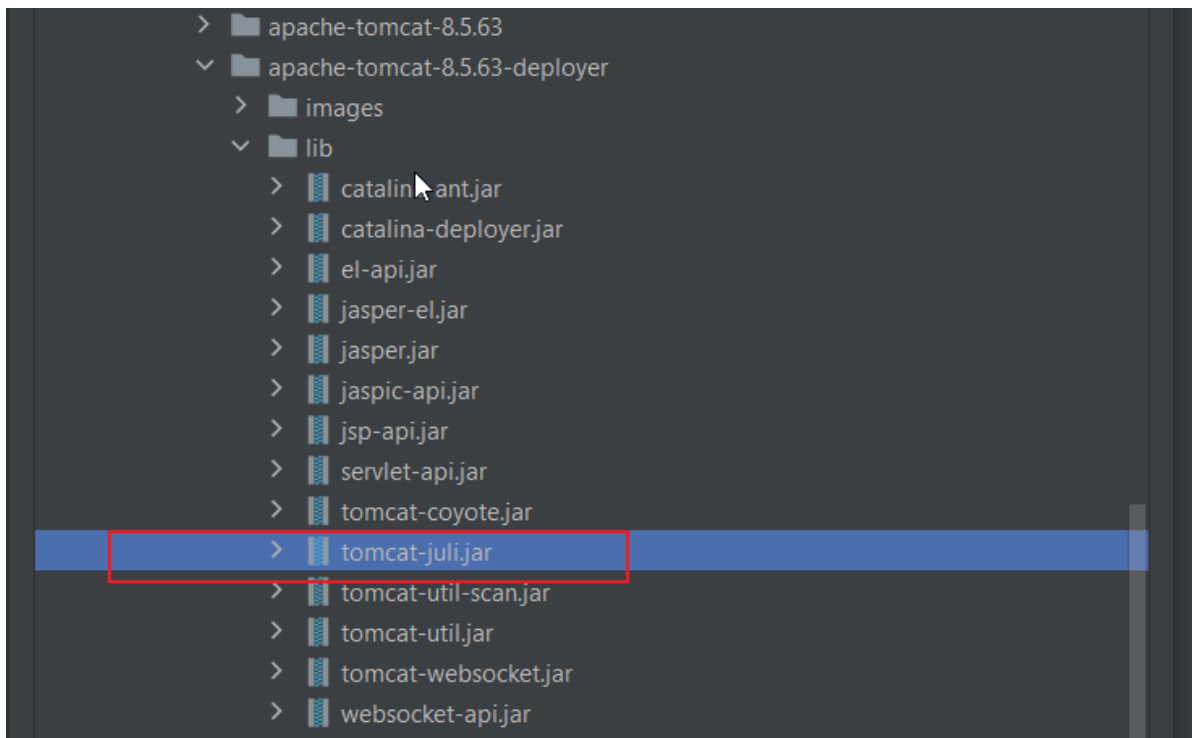 apache-tomcat-8.5.63
apache-tomcat-8.5.63-deployer
images
lib
catalina-ant.jar
catalina-deployer.jar
el-api.jar
jasper-el.jar
jasper.jar
jaspic-api.jar
jsp-api.jar
servlet-api.jar
tomcat-coyote.jar
tomcat-juli.jar
tomcat-util-scan.jar
tomcat-util.jar
tomcat-websocket.jar
websocket-api.jar